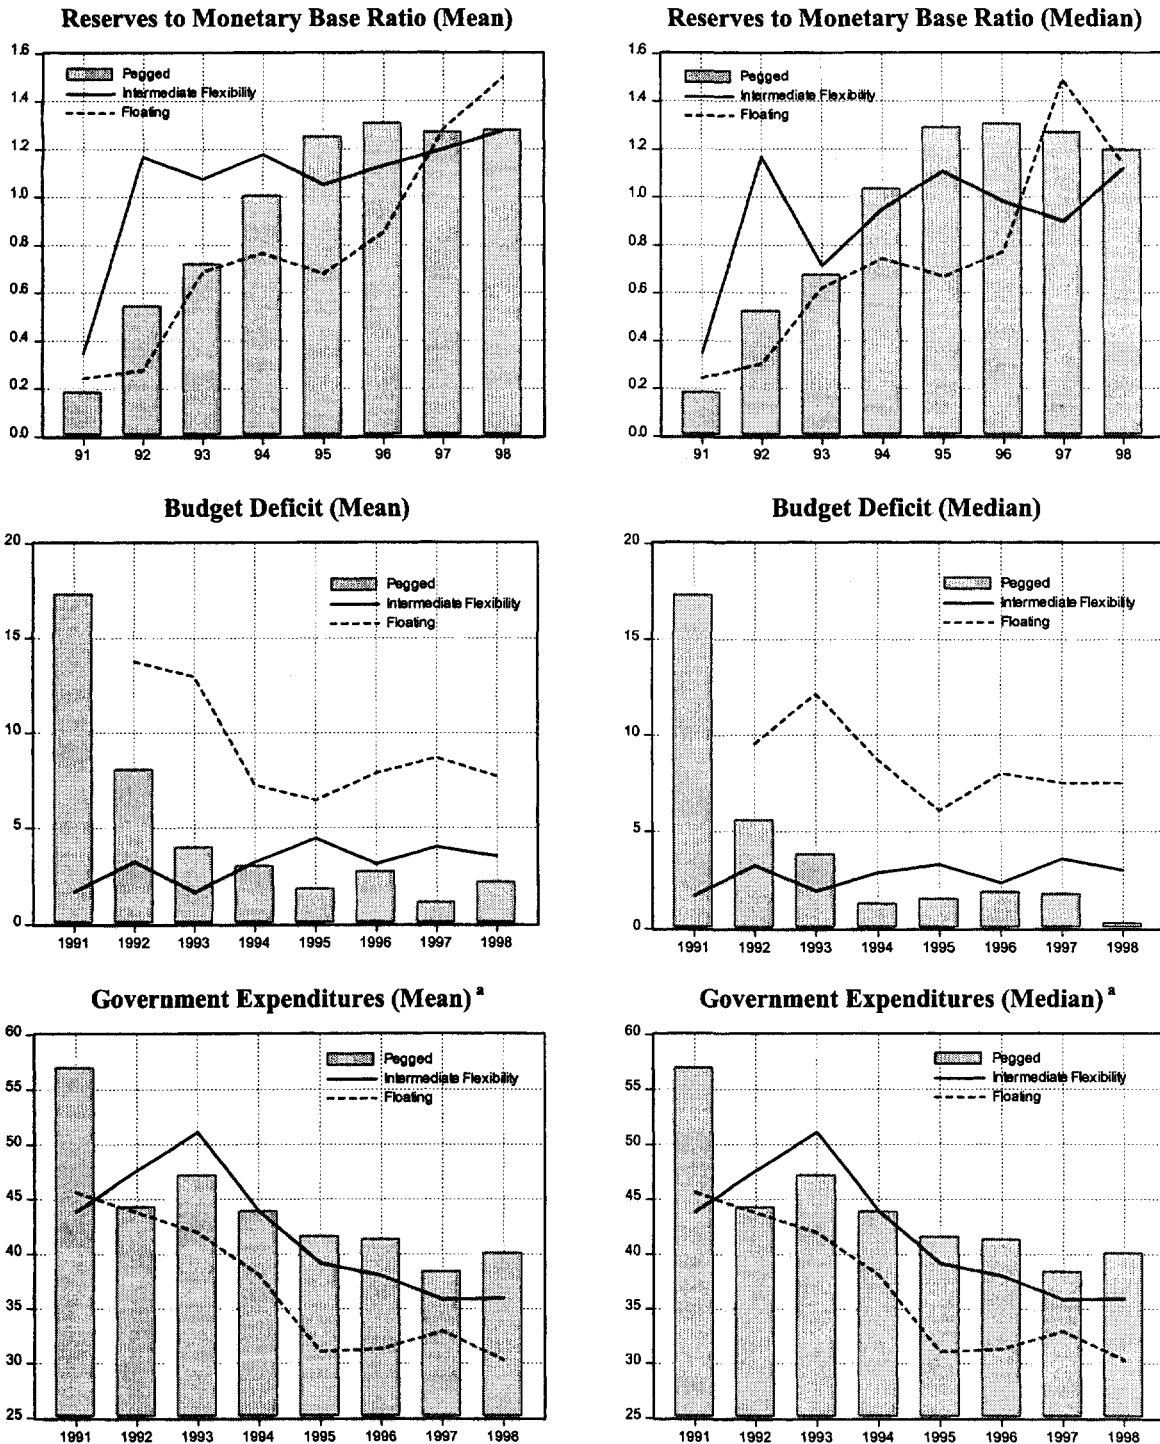 Reserves to Monetary Base Ratio (Mean)
1.6
1.4
1.2
1.0
0.8
0.6
0.4
0.2
0.0
Pegged
Intermediate Flexibility
Floating
91 92 93 94 95 96 97 98
Reserves to Monetary Base Ratio (Median)
1.6
1.4
1.2
1.0
0.8
0.6
0.4
0.2
0.0
Pegged
Intermediate Flexibility
Floating
91 92 93 94 95 96 97 98
Budget Deficit (Mean)
20
15
10
5
0
Pegged
Intermediate Flexibility
Floating
1991 1992 1993 1994 1995 1996 1997 1998
Budget Deficit (Median)
20
15
10
5
0
Pegged
Intermediate Flexibility
Floating
1991 1992 1993 1994 1995 1996 1997 1998
Government Expenditures (Mean) a
60
55
50
45
40
35
30
25
Pegged
Intermediate Flexibility
Floating
1991 1992 1993 1994 1995 1996 1997 1998
Government Expenditures (Median) a
60
55
50
45
40
35
30
25
Pegged
Intermediate Flexibility
Floating
1991 1992 1993 1994 1995 1996 1997 1998